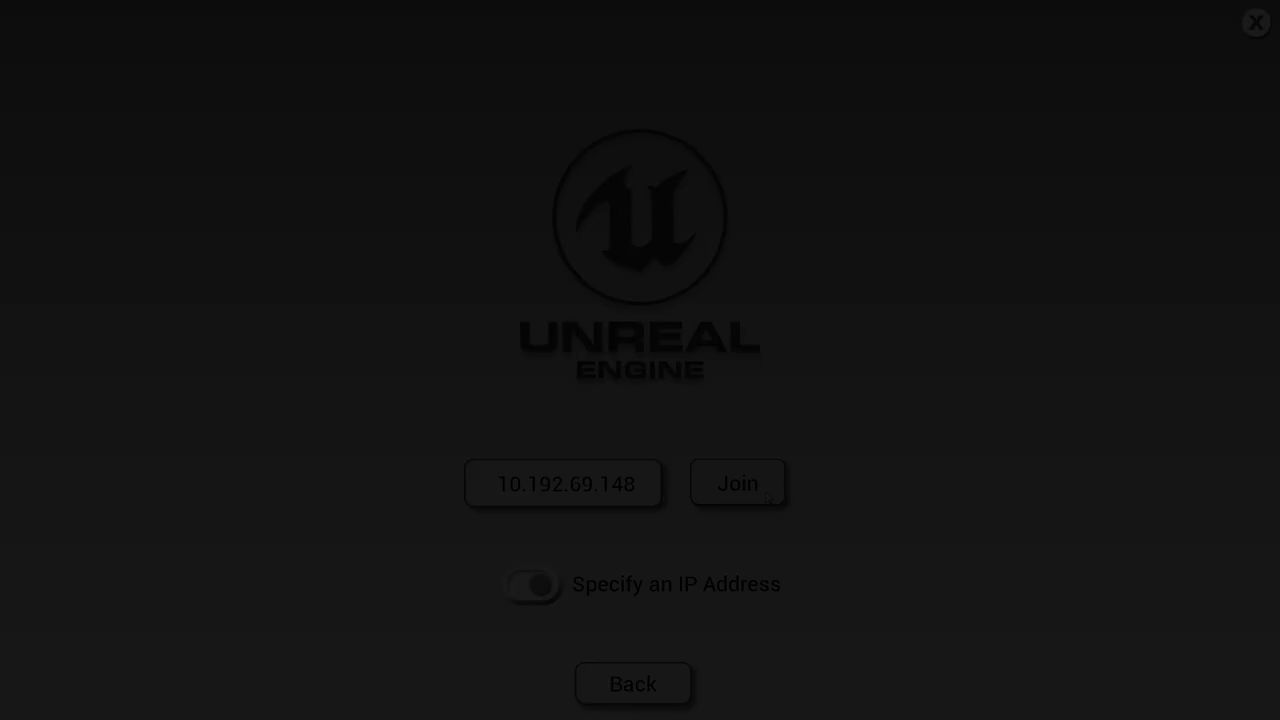 X
UNREAL
ENGINE
10.192.69.148
Join
Specify an IP Address
Back